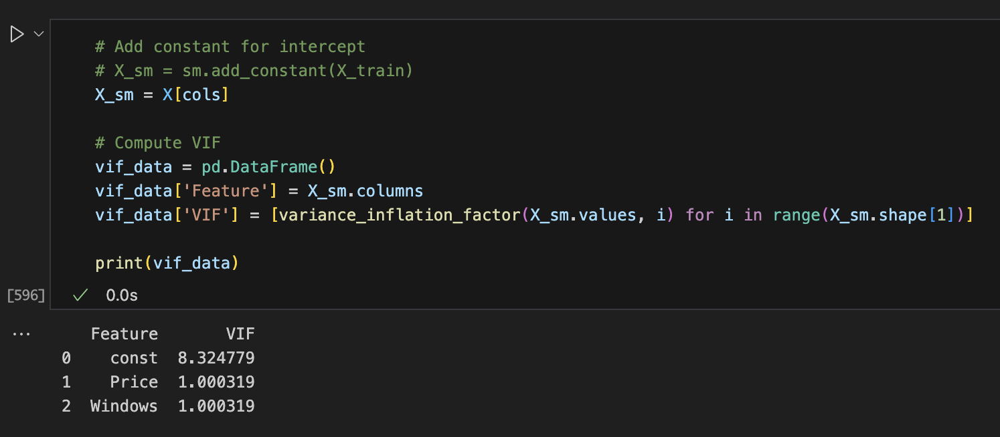 # Add constant for intercept
# X_sm = sm.add_constant(X_train)
X_sm = X[cols]
# Compute VIF
vif_data = pd.DataFrame()
vif_data['Feature'] = X_sm.columns
vif_data['VIF'] = [variance_inflation_factor(X_sm.values, i) for i in range(X_sm.shape[1])]
print(vif_data)
[596] ✓ 0.0s
... Feature VIF
0 const 8.324779
1 Price 1.000319
2 Windows 1.000319